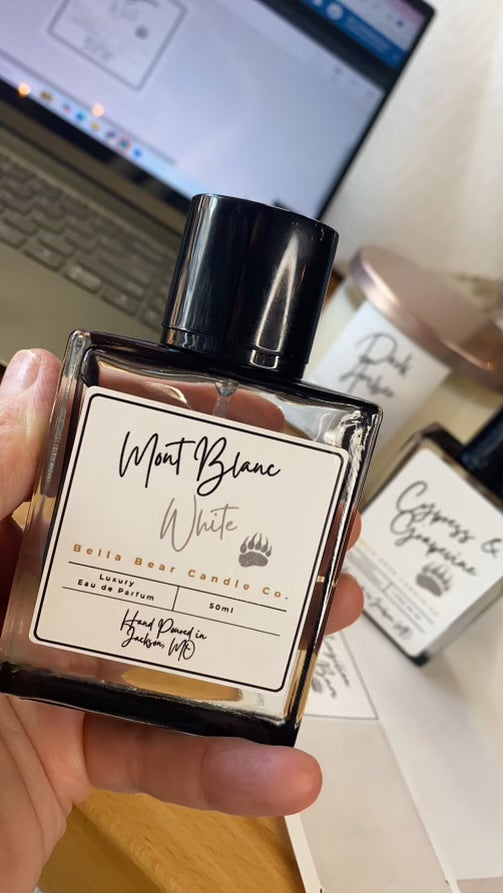 Mont Blanc
White
Bella Bear Candle Co.
Luxury
Eau de Parfum
50ml
Hand Poured in
Jackson, MO
Dark
Amber
Cypress &
Grapevine